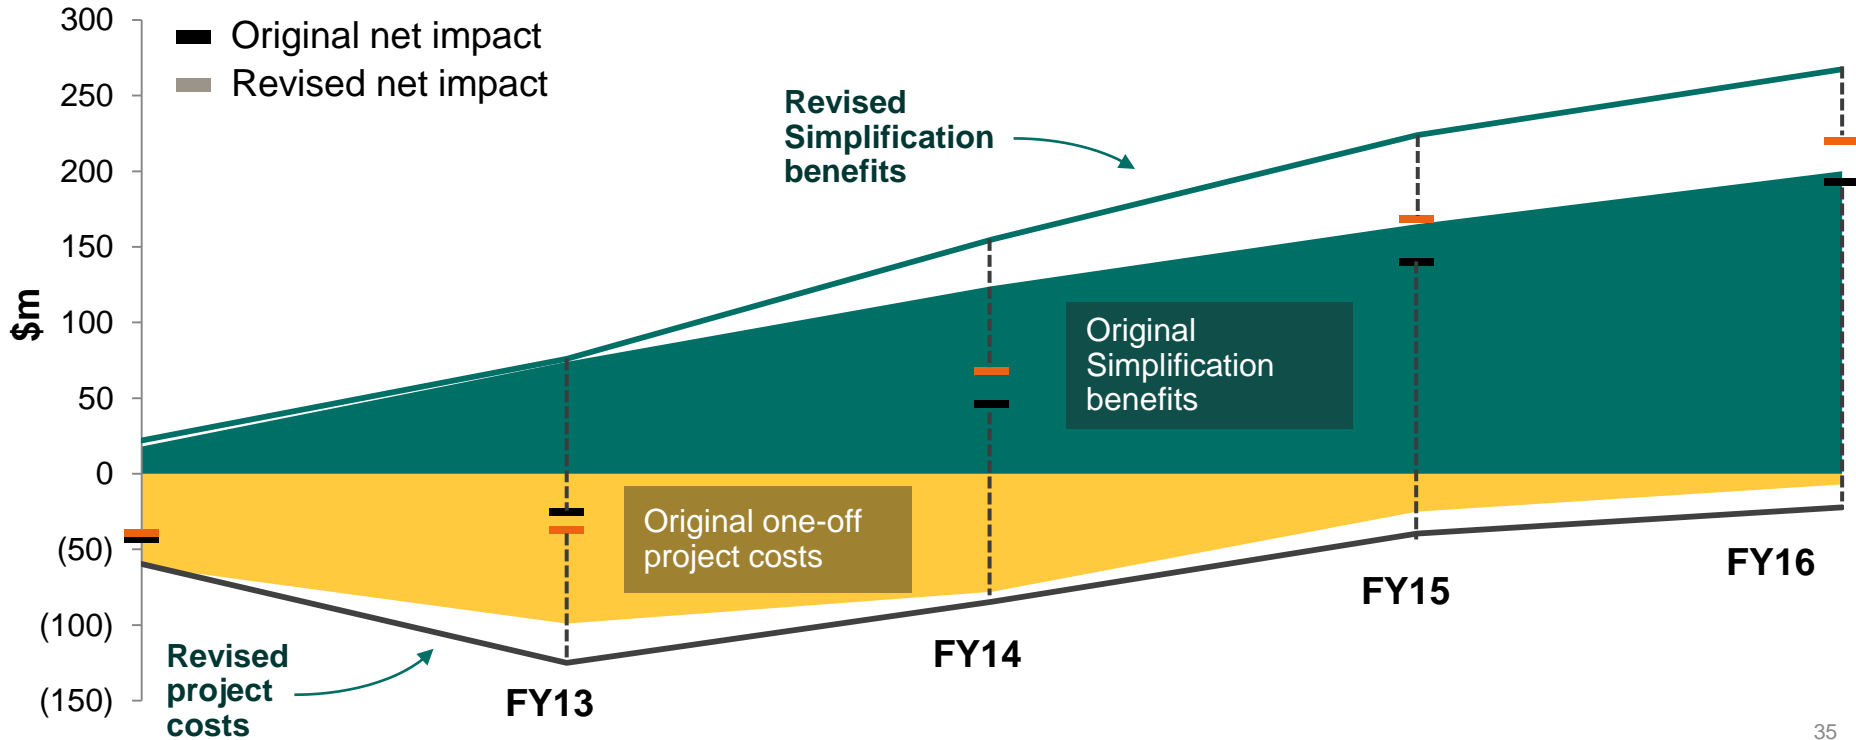 300
250
200
150
100
50
0
(50)
(100)
(150)
$m
Original net impact
Revised net impact
Revised
Simplification
benefits
Original
Simplification
benefits
Original one-off
project costs
Revised
project
costs
FY13
FY14
FY15
FY16
35